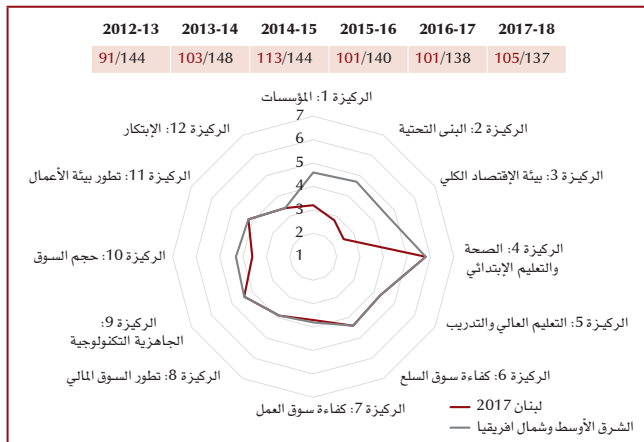 2012-13 2013-14 2014-15 2015-16 2016-17 2017-18
91/144 103/148 113/144 101/140 101/138 105/137
الركيزة 1: المؤسسات
الركيزة 2: البنى التحتية
الركيزة 3: بيئة الإقتصاد الكلي
الركيزة 4: الصحة
والتعليم الإبتدائي
الركيزة 5: التعليم العالي والتدريب
الركيزة 6: كفاءة سوق السلع
الركيزة 7: كفاءة سوق العمل
الركيزة 8: تطور السوق المالي
الركيزة 9:
الجاهزية التكنولوجية
الركيزة 10: حجم السوق
الركيزة 11: تطور بيئة الأعمال
الركيزة 12: الإبتكار
7
6
5
4
3
2
1
لبنان 2017
الشرق الأوسط وشمال افريقيا